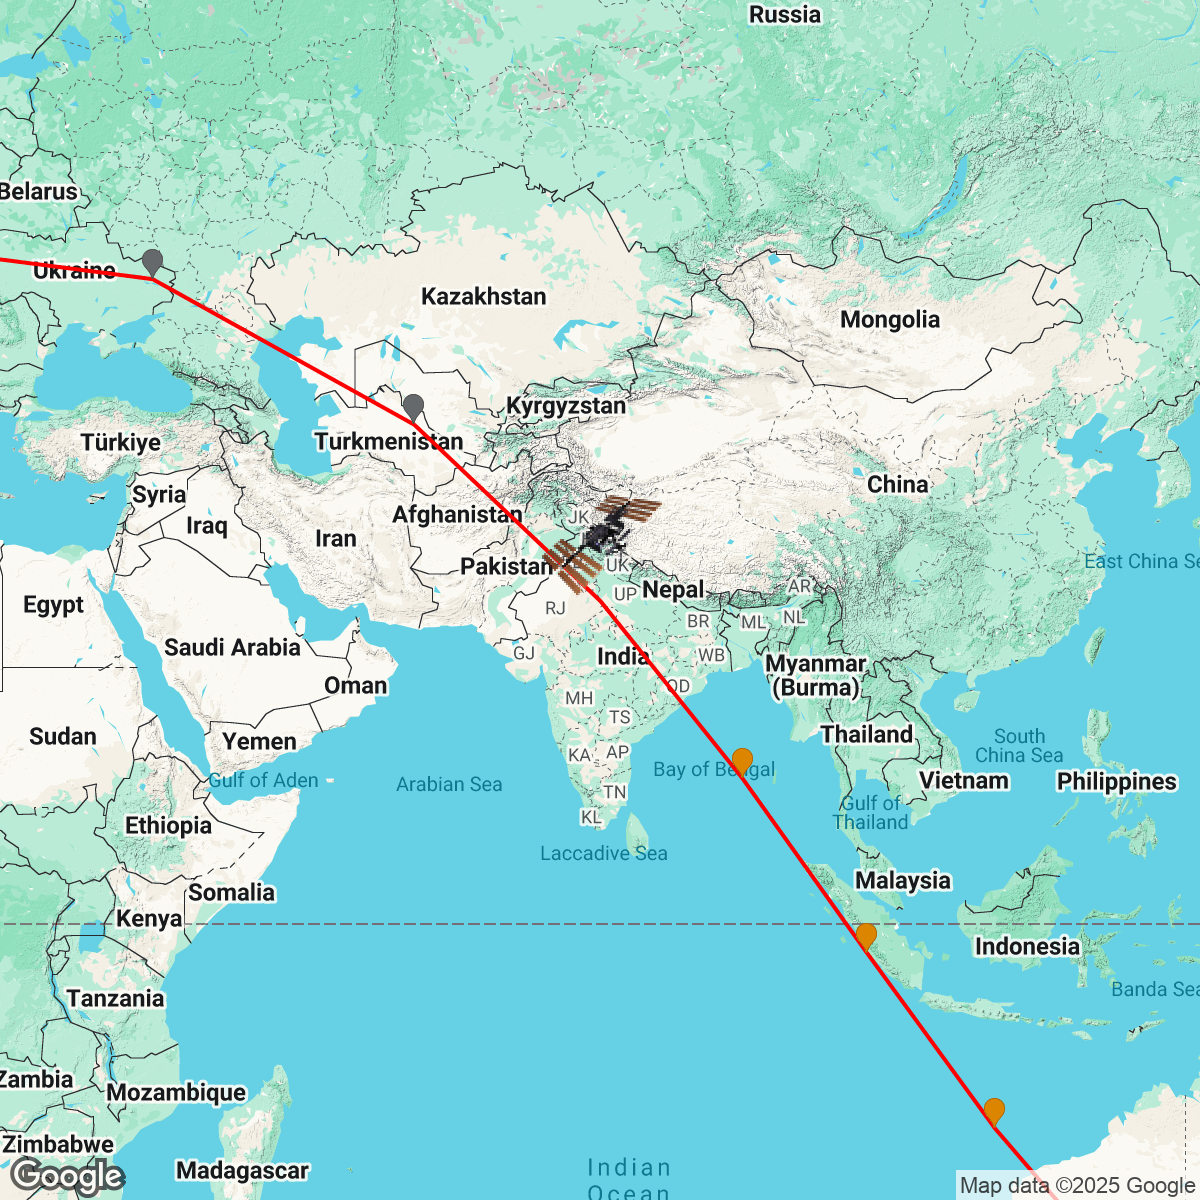 Russia
Belarus
Ukraine
Kazakhstan
Mongolia
Kyrgyzstan
Türkiye
Turkmenistan
China
Syria
Iraq
Afghanistan
JK
Iran
East China Se
Pakistan
UK
Nepal
AR
Egypt
RJ
UP
BR
ML
NL
Saudi Arabia
GJ
India
WB
Myanmar
(Burma)
Oman
OD
MH
TS
Sudan
Yemen
KA
AP
Thailand
South
China Sea
Gulf of Aden
Arabian Sea
Bay of Bengal
Vietnam
Philippines
TN
Gulf of
Thailand
KL
Ethiopia
Laccadive Sea
Malaysia
Somalia
Kenya
Indonesia
Tanzania
Banda Sea
Zambia
Mozambique
Zimbabwe
Madagascar
Indian
Ocean
Google
Map data ©2025 Google